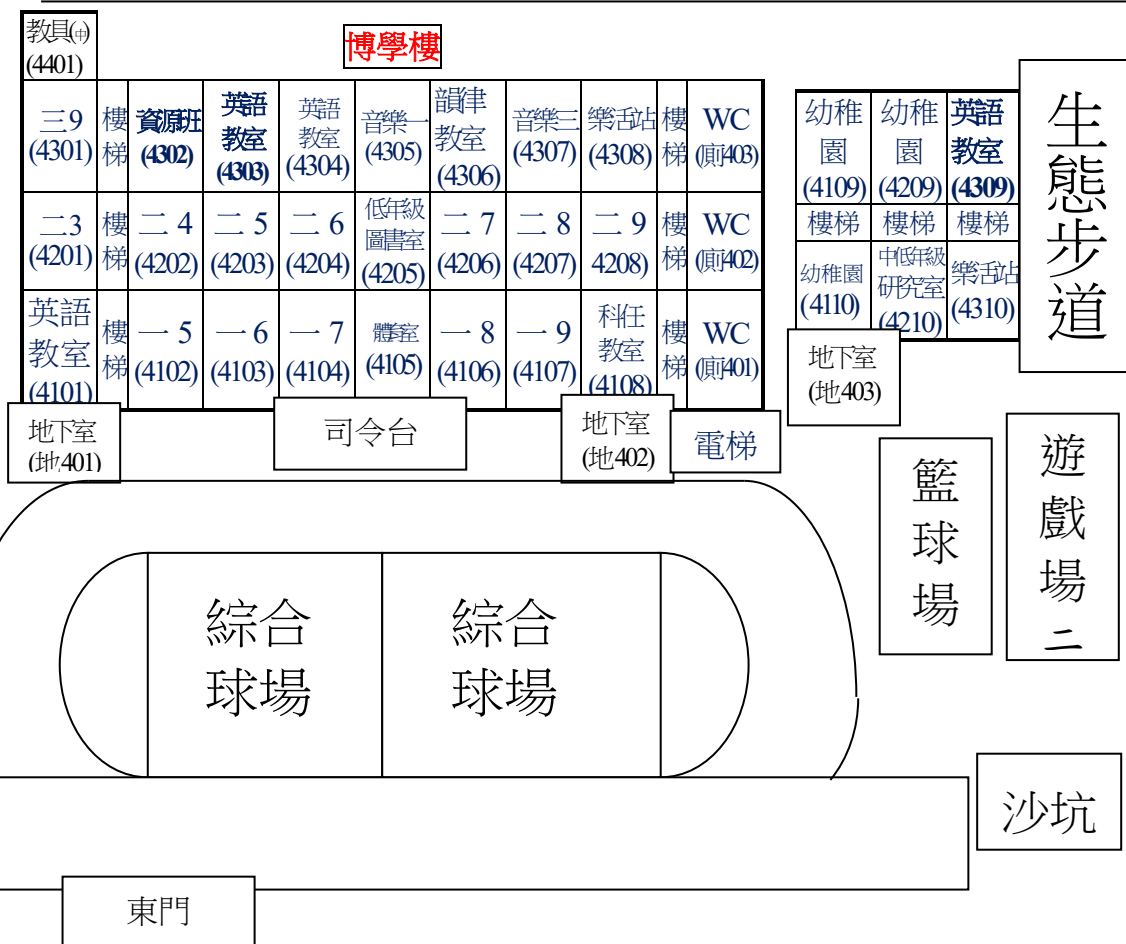 教具(中)
(4401)
博學樓
三9
(4301)
樓
梯
資源班
(4302)
英語
教室
(4303)
英語
教室
(4304)
音樂一
(4305)
韻律
教室
(4306)
音樂三
(4307)
樂活站
(4308)
樓
梯
WC
(廁403)
二3
(4201)
樓
梯
二 4
(4202)
二 5
(4203)
二 6
(4204)
低年級
圖書室
(4205)
二 7
(4206)
二 8
(4207)
二 9
4208)
樓
梯
WC
(廁402)
英語
教室
(4101)
樓
梯
一 5
(4102)
一 6
(4103)
一 7
(4104)
體育室
(4105)
一 8
(4106)
一 9
(4107)
科任
教室
(4108)
樓
梯
WC
(廁401)
幼稚
園
(4109)
幼稚
園
(4209)
英語
教室
(4309)
樓梯
樓梯
樓梯
幼稚園
(4110)
中低年級
研究室
(4210)
樂活站
(4310)
生
態
步
道
地下室
(地403)
地下室
(地401)
司令台
地下室
(地402)
電梯
籃
球
場
遊
戲
場
二
綜合
球場
綜合
球場
沙坑
東門